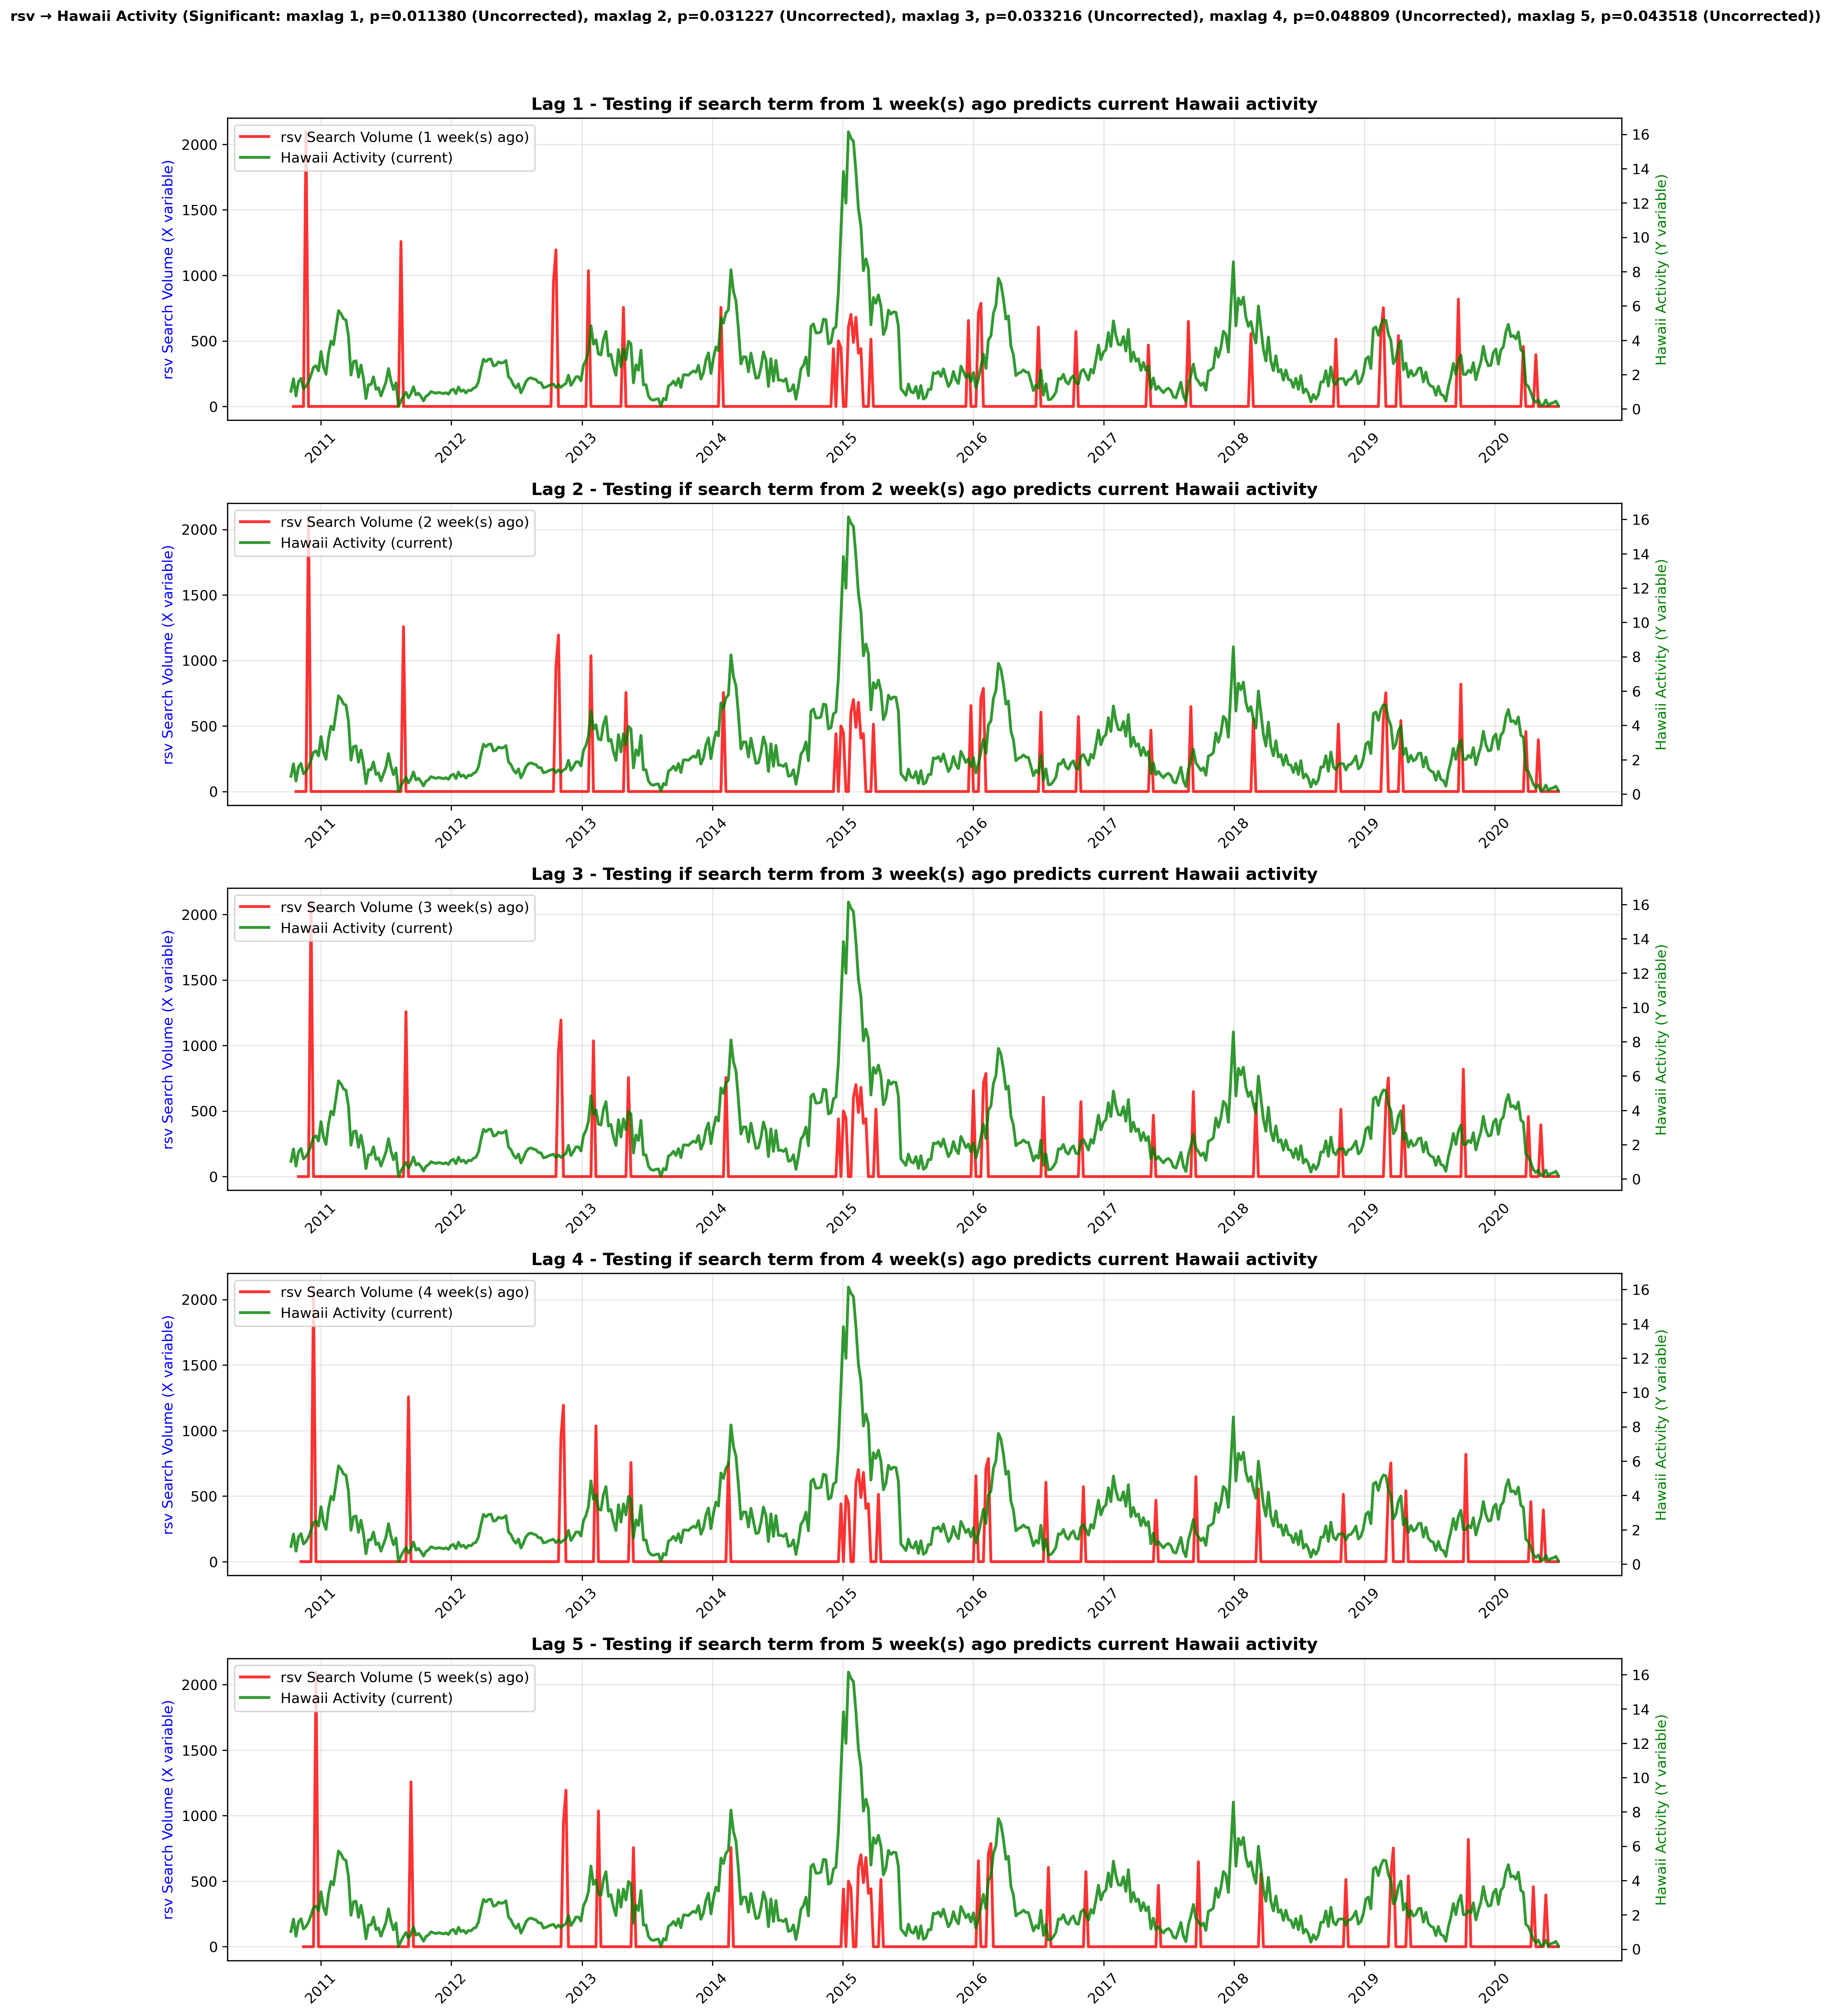 rsv → Hawaii Activity (Significant: maxlag 1, p=0.011380 (Uncorrected), maxlag 2, p=0.031227 (Uncorrected), maxlag 3, p=0.033216 (Uncorrected), maxlag 4, p=0.048809 (Uncorrected), maxlag 5, p=0.043518 (Uncorrected))
Lag 1 - Testing if search term from 1 week(s) ago predicts current Hawaii activity
rsv Search Volume (1 week(s) ago)
Hawaii Activity (current)
rsv Search Volume (X variable)
2000
1500
1000
500
0
Hawaii Activity (Y variable)
16
14
12
10
8
6
4
2
0
2011 2012 2013 2014 2015 2016 2017 2018 2019 2020
Lag 2 - Testing if search term from 2 week(s) ago predicts current Hawaii activity
rsv Search Volume (2 week(s) ago)
Hawaii Activity (current)
rsv Search Volume (X variable)
2000
1500
1000
500
0
Hawaii Activity (Y variable)
16
14
12
10
8
6
4
2
0
2011 2012 2013 2014 2015 2016 2017 2018 2019 2020
Lag 3 - Testing if search term from 3 week(s) ago predicts current Hawaii activity
rsv Search Volume (3 week(s) ago)
Hawaii Activity (current)
rsv Search Volume (X variable)
2000
1500
1000
500
0
Hawaii Activity (Y variable)
16
14
12
10
8
6
4
2
0
2011 2012 2013 2014 2015 2016 2017 2018 2019 2020
Lag 4 - Testing if search term from 4 week(s) ago predicts current Hawaii activity
rsv Search Volume (4 week(s) ago)
Hawaii Activity (current)
rsv Search Volume (X variable)
2000
1500
1000
500
0
Hawaii Activity (Y variable)
16
14
12
10
8
6
4
2
0
2011 2012 2013 2014 2015 2016 2017 2018 2019 2020
Lag 5 - Testing if search term from 5 week(s) ago predicts current Hawaii activity
rsv Search Volume (5 week(s) ago)
Hawaii Activity (current)
rsv Search Volume (X variable)
2000
1500
1000
500
0
Hawaii Activity (Y variable)
16
14
12
10
8
6
4
2
0
2011 2012 2013 2014 2015 2016 2017 2018 2019 2020